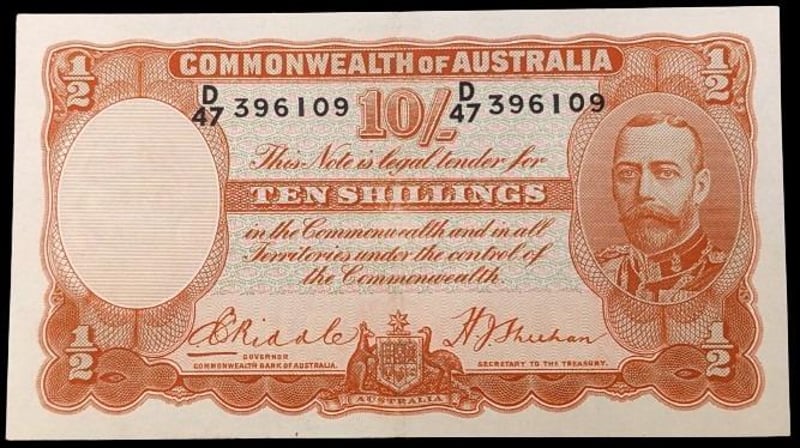 1/2
COMMONWEALTH OF AUSTRALIA
1/2
D/47 396109
10/-
D/47 396109
This Note is legal tender for
TEN SHILLINGS
in the Commonwealth and in all
Territories under the control of
the Commonwealth
E Riddle
H J Sheehan
GOVERNOR
COMMONWEALTH BANK OF AUSTRALIA.
SECRETARY TO THE TREASURY.
1/2
AUSTRALIA
1/2